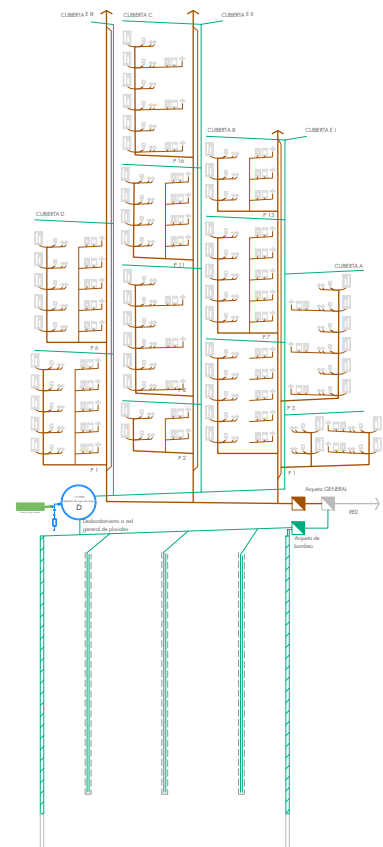 CUBIERTA E III
CUBIERTA C
CUBIERTA E II
CUBIERTA B
CUBIERTA E I
P 16
CUBIERTA D
P 13
CUBIERTA A
P 11
P 7
P 6
P 3
P 2
P 1
P 1
D
Arqueta GENERAL
RED
Desbordamiento a red
general de pluviales
Arqueta de
bombeo